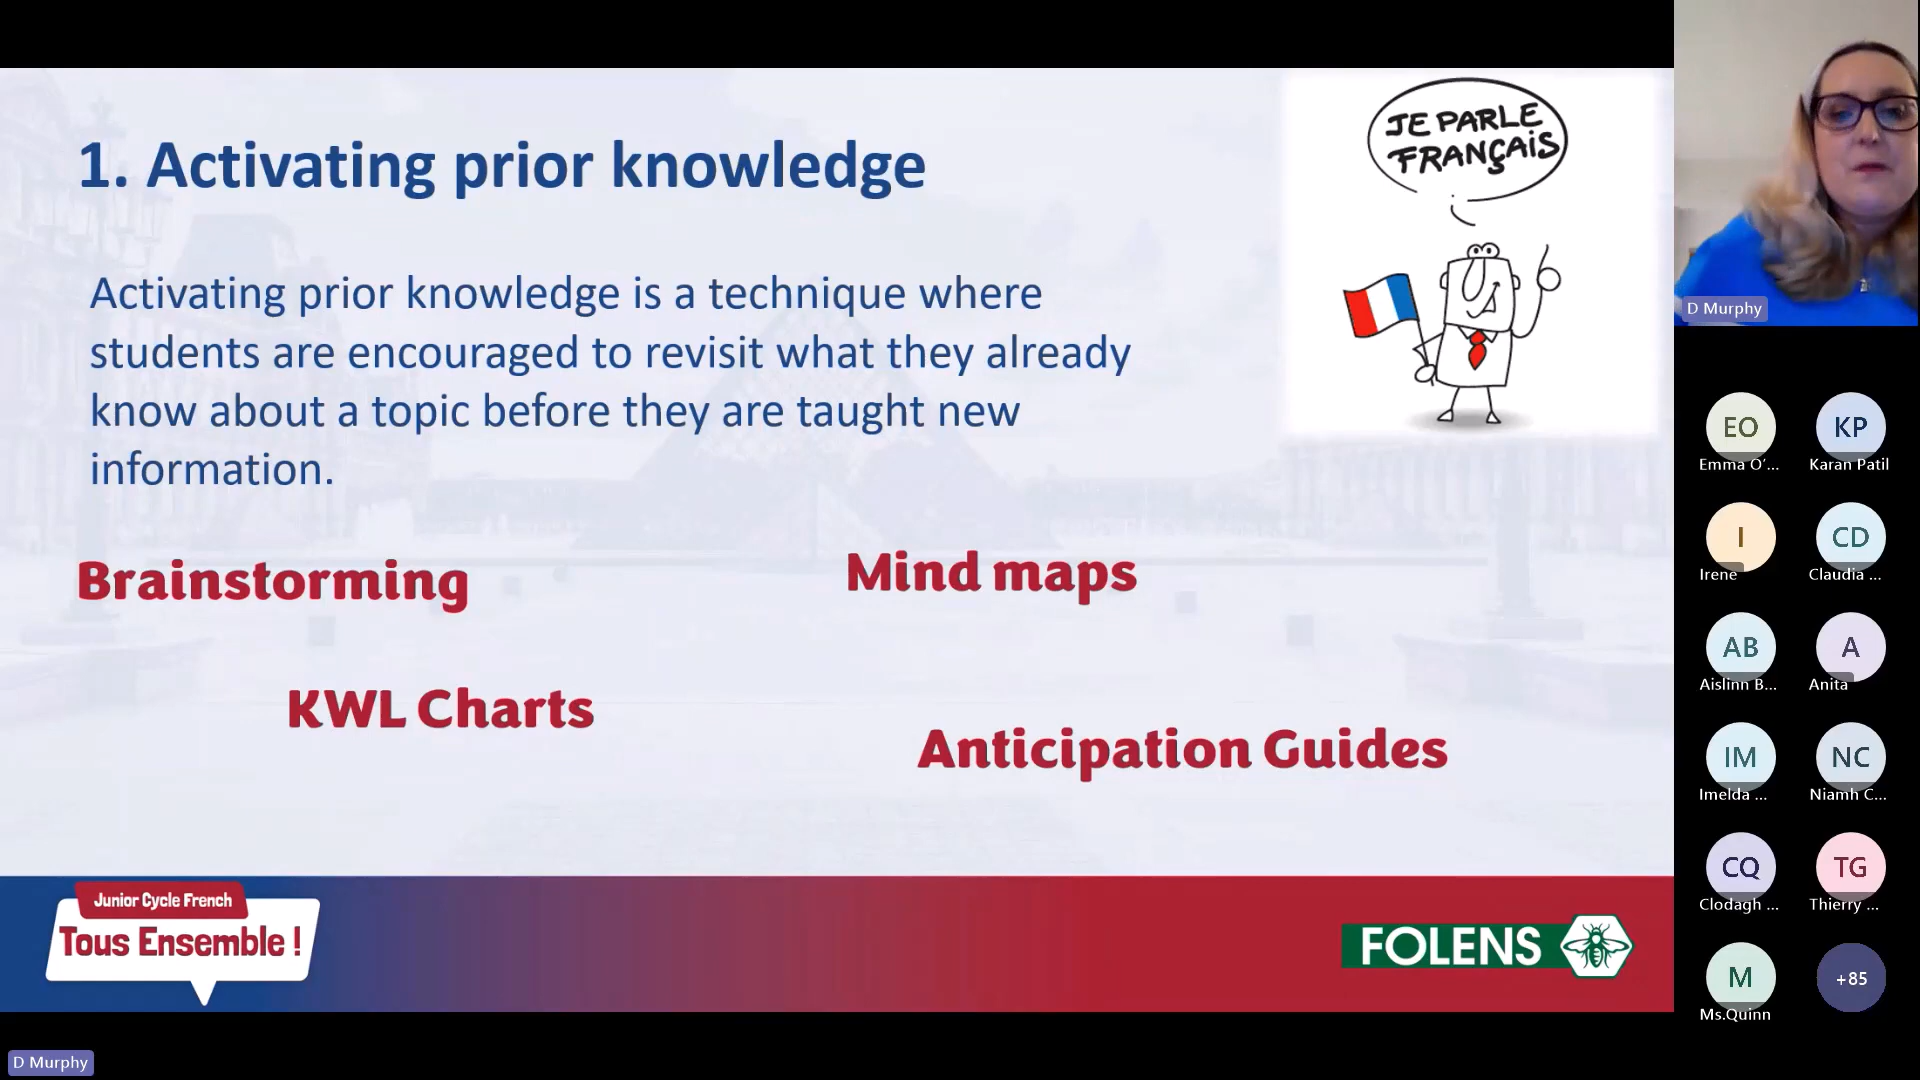 1. Activating prior knowledge
JE PARLE
FRANÇAIS
Activating prior knowledge is a technique where
students are encouraged to revisit what they already
know about a topic before they are taught new
information.
Brainstorming
Mind maps
KWL Charts
Anticipation Guides
Junior Cycle French
Tous Ensemble !
FOLENS
D Murphy
D Murphy
EO
Emma O'...
KP
Karan Patil
I
Irene
CD
Claudia ...
AB
Aislinn B...
A
Anita
IM
Imelda ...
NC
Niamh C...
CQ
Clodagh ...
TG
Thierry ...
M
Ms.Quinn
+85